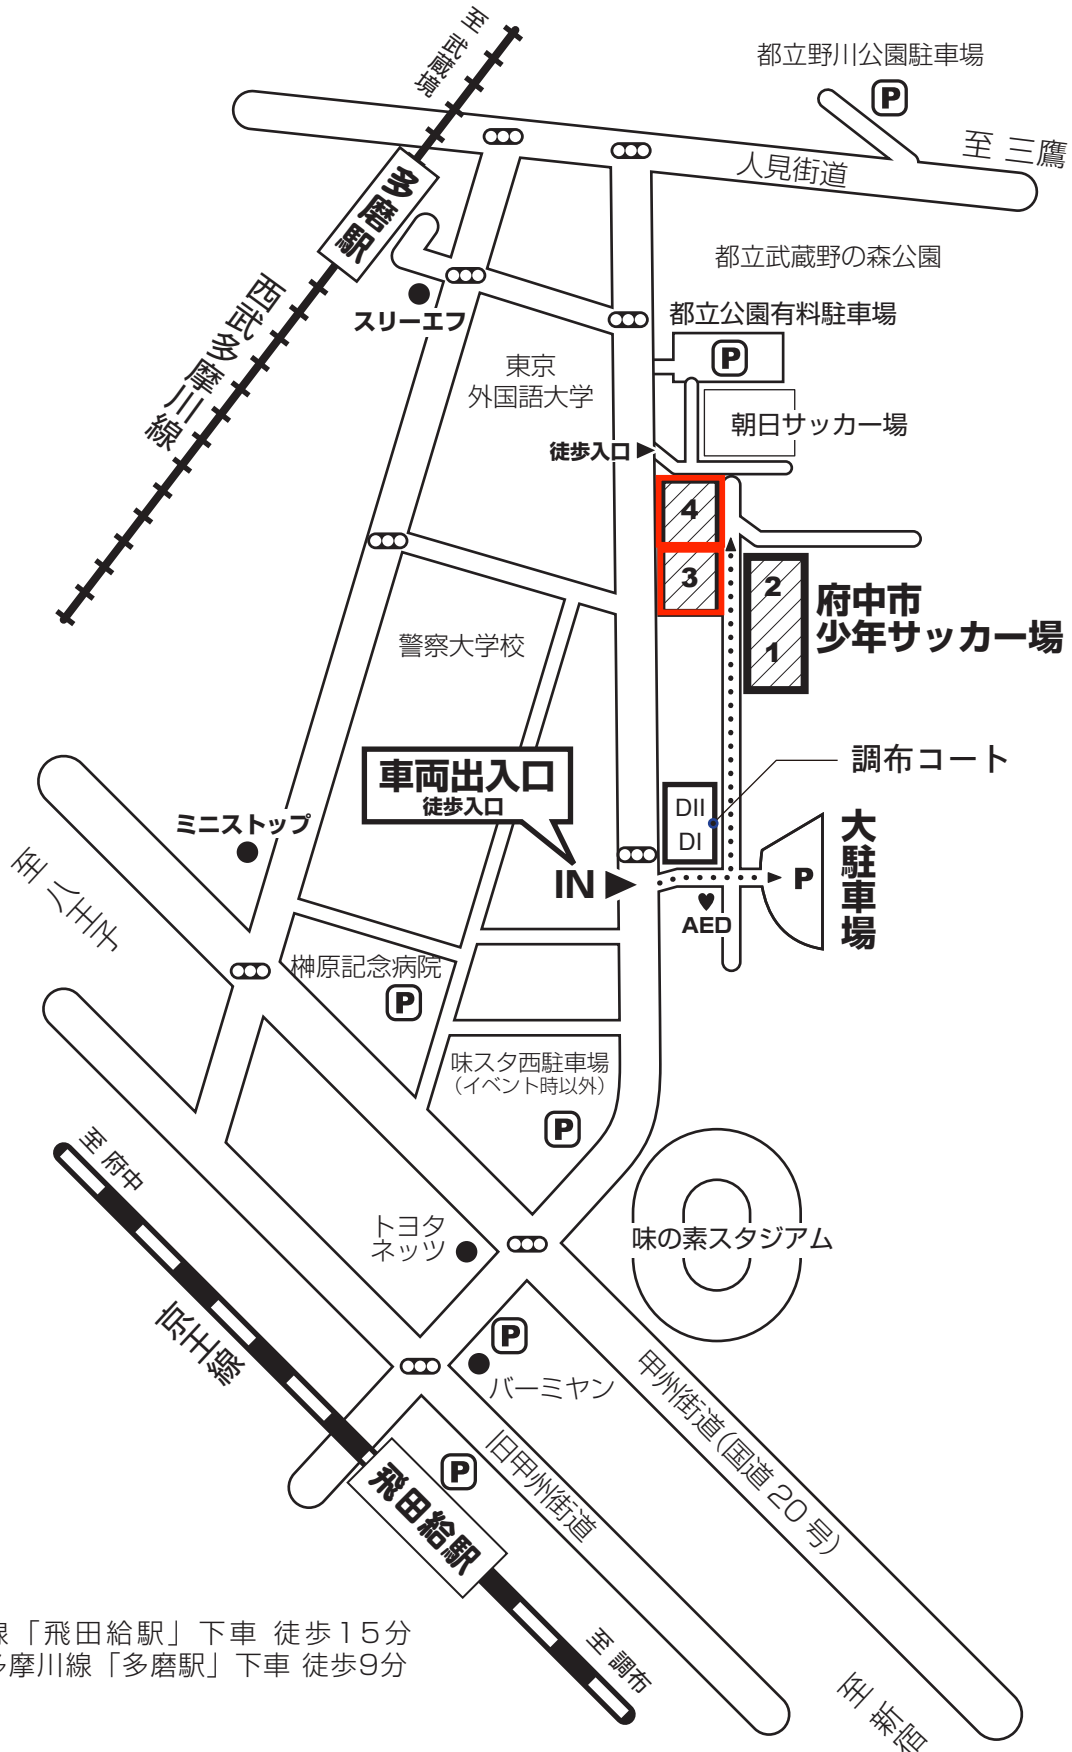 至 武蔵境
都立野川公園駐車場
P
至 三鷹
人見街道
多磨駅
都立武蔵野の森公園
西武多摩川線
スリーエフ
都立公園有料駐車場
P
東京
外国語大学
朝日サッカー場
徒歩入口
4
3
2
1
府中市
少年サッカー場
警察大学校
車両出入口
徒歩入口
調布コート
DII
DI
ミニストップ
大駐車場
P
IN
AED
至 八王子
榊原記念病院
P
味スタ西駐車場
（イベント時以外）
P
至 府中
トヨタ
ネッツ
味の素スタジアム
京王線
P
バーミヤン
甲州街道（国道20号）
旧甲州街道
P
飛田給駅
線「飛田給駅」下車 徒歩15分
多摩川線「多磨駅」下車 徒歩9分
至 調布
至 新宿